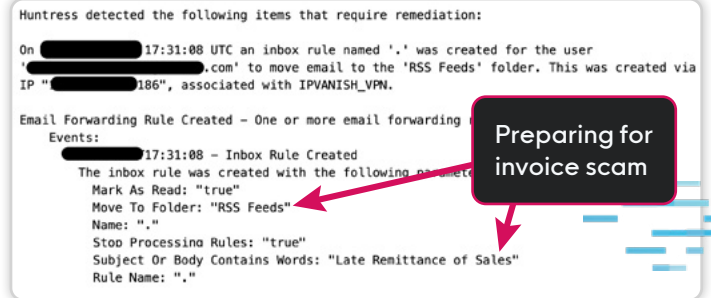 Huntress detected the following items that require remediation:
On 17:31:08 UTC an inbox rule named '.' was created for the user
' .com' to move email to the 'RSS Feeds' folder. This was created via
IP " 186", associated with IPVANISH_VPN.
Email Forwarding Rule Created – One or more email forwarding
Events:
17:31:08 – Inbox Rule Created
The inbox rule was created with the following
Mark As Read: "true"
Move To Folder: "RSS Feeds"
Name: "."
Stop Processing Rules: "true"
Subject Or Body Contains Words: "Late Remittance of Sales"
Rule Name: "."
Preparing for
invoice scam